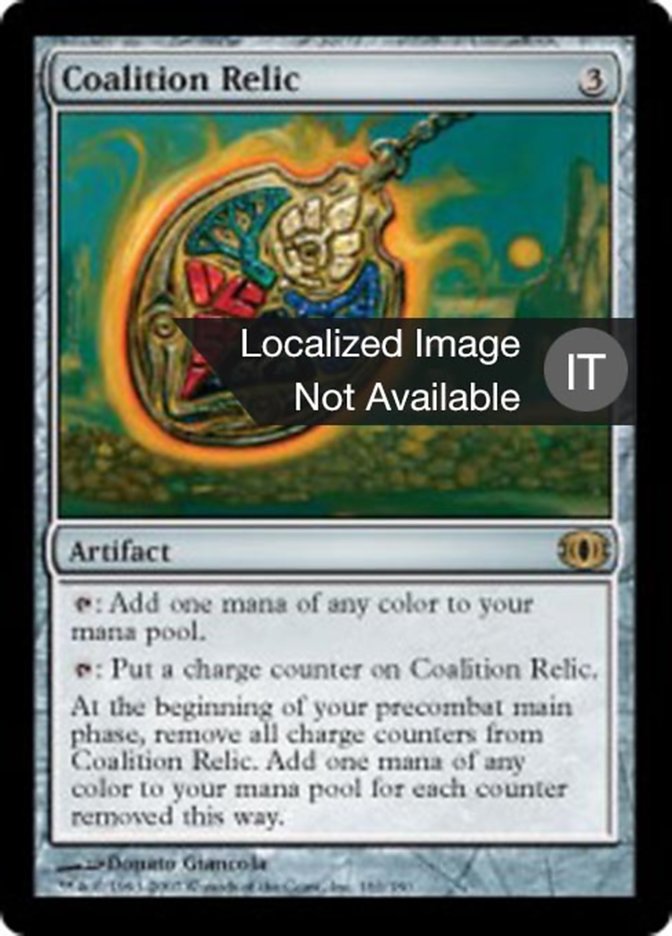 Coalition Relic 3
Localized Image
Not Available
IT
Artifact
: Add one mana of any color to your
mana pool.
: Put a charge counter on Coalition Relic.
At the beginning of your precombat main
phase, remove all charge counters from
Coalition Relic. Add one mana of any
color to your mana pool for each counter
removed this way.
Donato Giancola